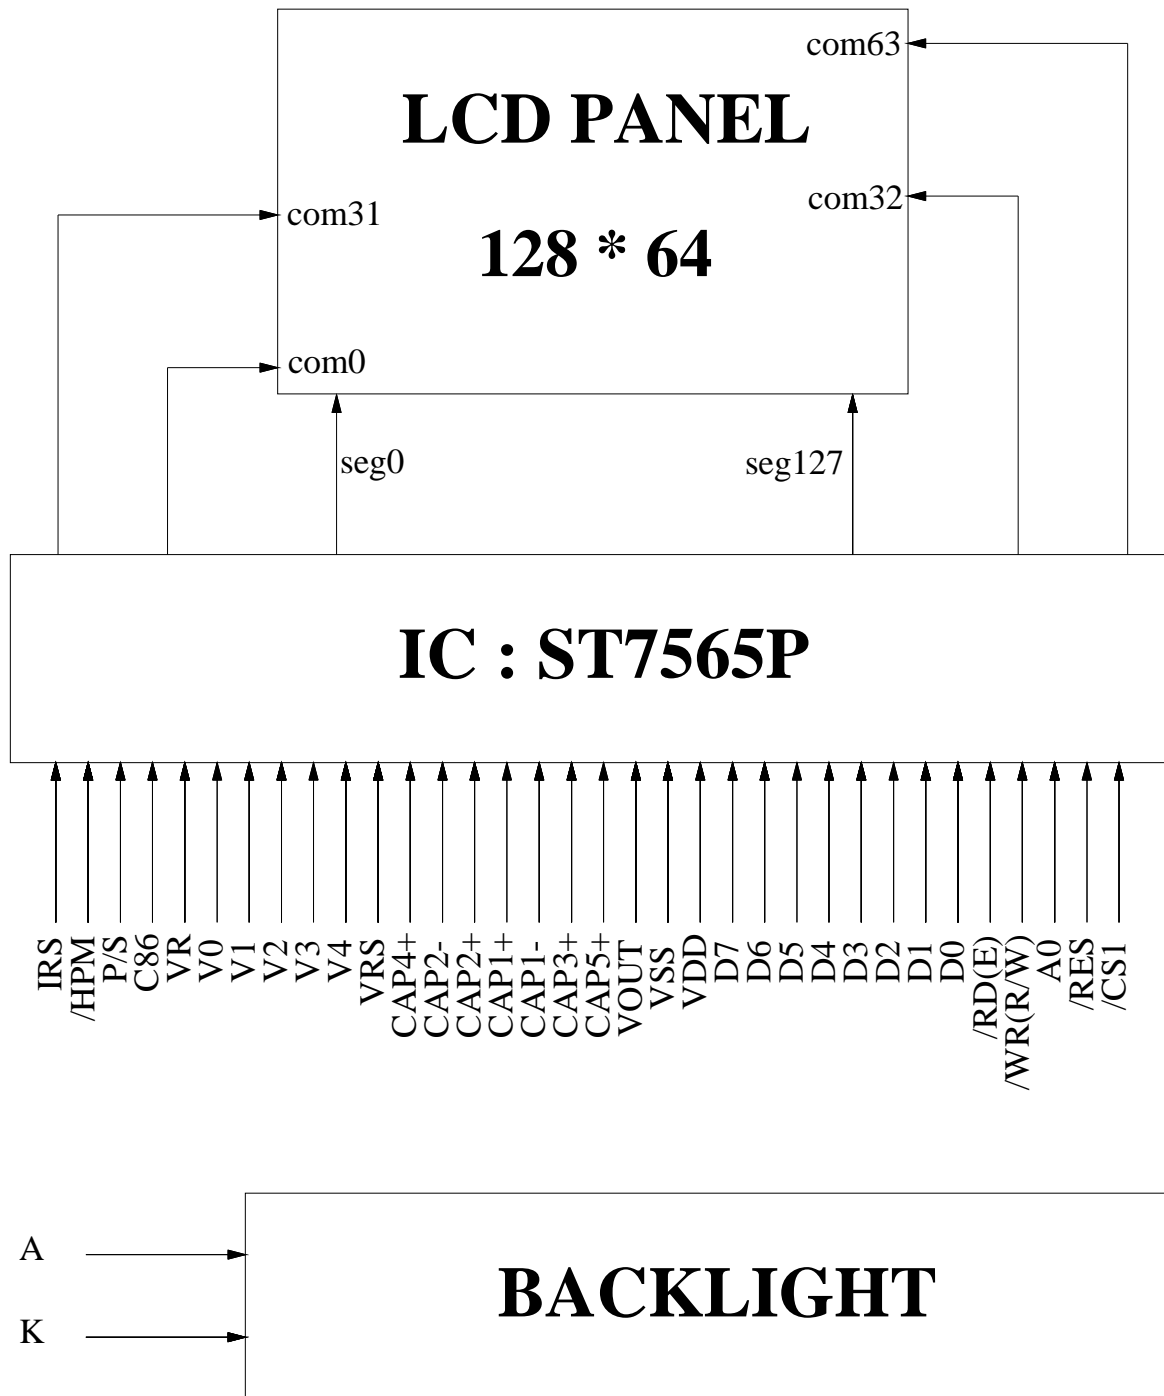 com63
LCD PANEL
com32
com31
128 * 64
com0
seg0
seg127
IC : ST7565P
IRS
/HPM
P/S
C86
VR
V0
V1
V2
V3
V4
VRS
CAP4+
CAP2-
CAP2+
CAP1+
CAP1-
CAP3+
CAP5+
VOUT
VSS
VDD
D7
D6
D5
D4
D3
D2
D1
D0
/RD(E)
/WR(R/W)
A0
/RES
/CS1
A
BACKLIGHT
K